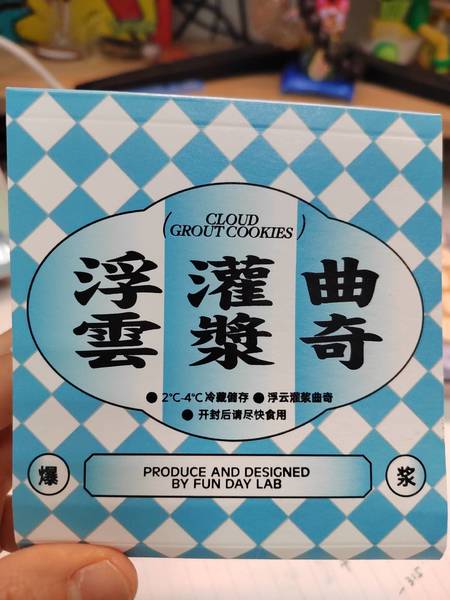 (CLOUD
GROUT COOKIES)
浮雲 灌漿 曲奇
● 2℃-4℃冷藏儲存 ● 浮云灌浆曲奇
● 开封后请尽快食用
爆
PRODUCE AND DESIGNED
BY FUN DAY LAB
浆